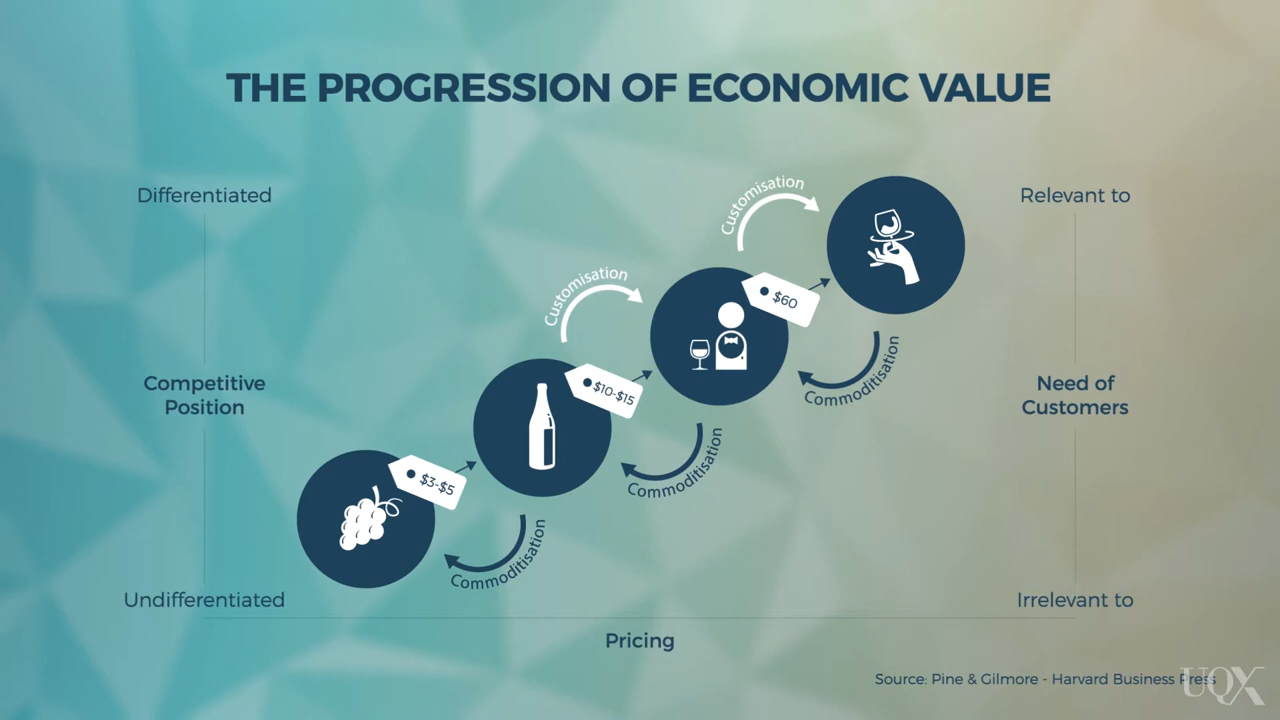 THE PROGRESSION OF ECONOMIC VALUE
Differentiated
Customisation
Relevant to
Customisation
$60
Competitive
Position
$10-$15
Commoditisation
Need of
Customers
$3-$5
Commoditisation
Commoditisation
Undifferentiated
Irrelevant to
Pricing
Source: Pine & Gilmore - Harvard Business Press
UQX